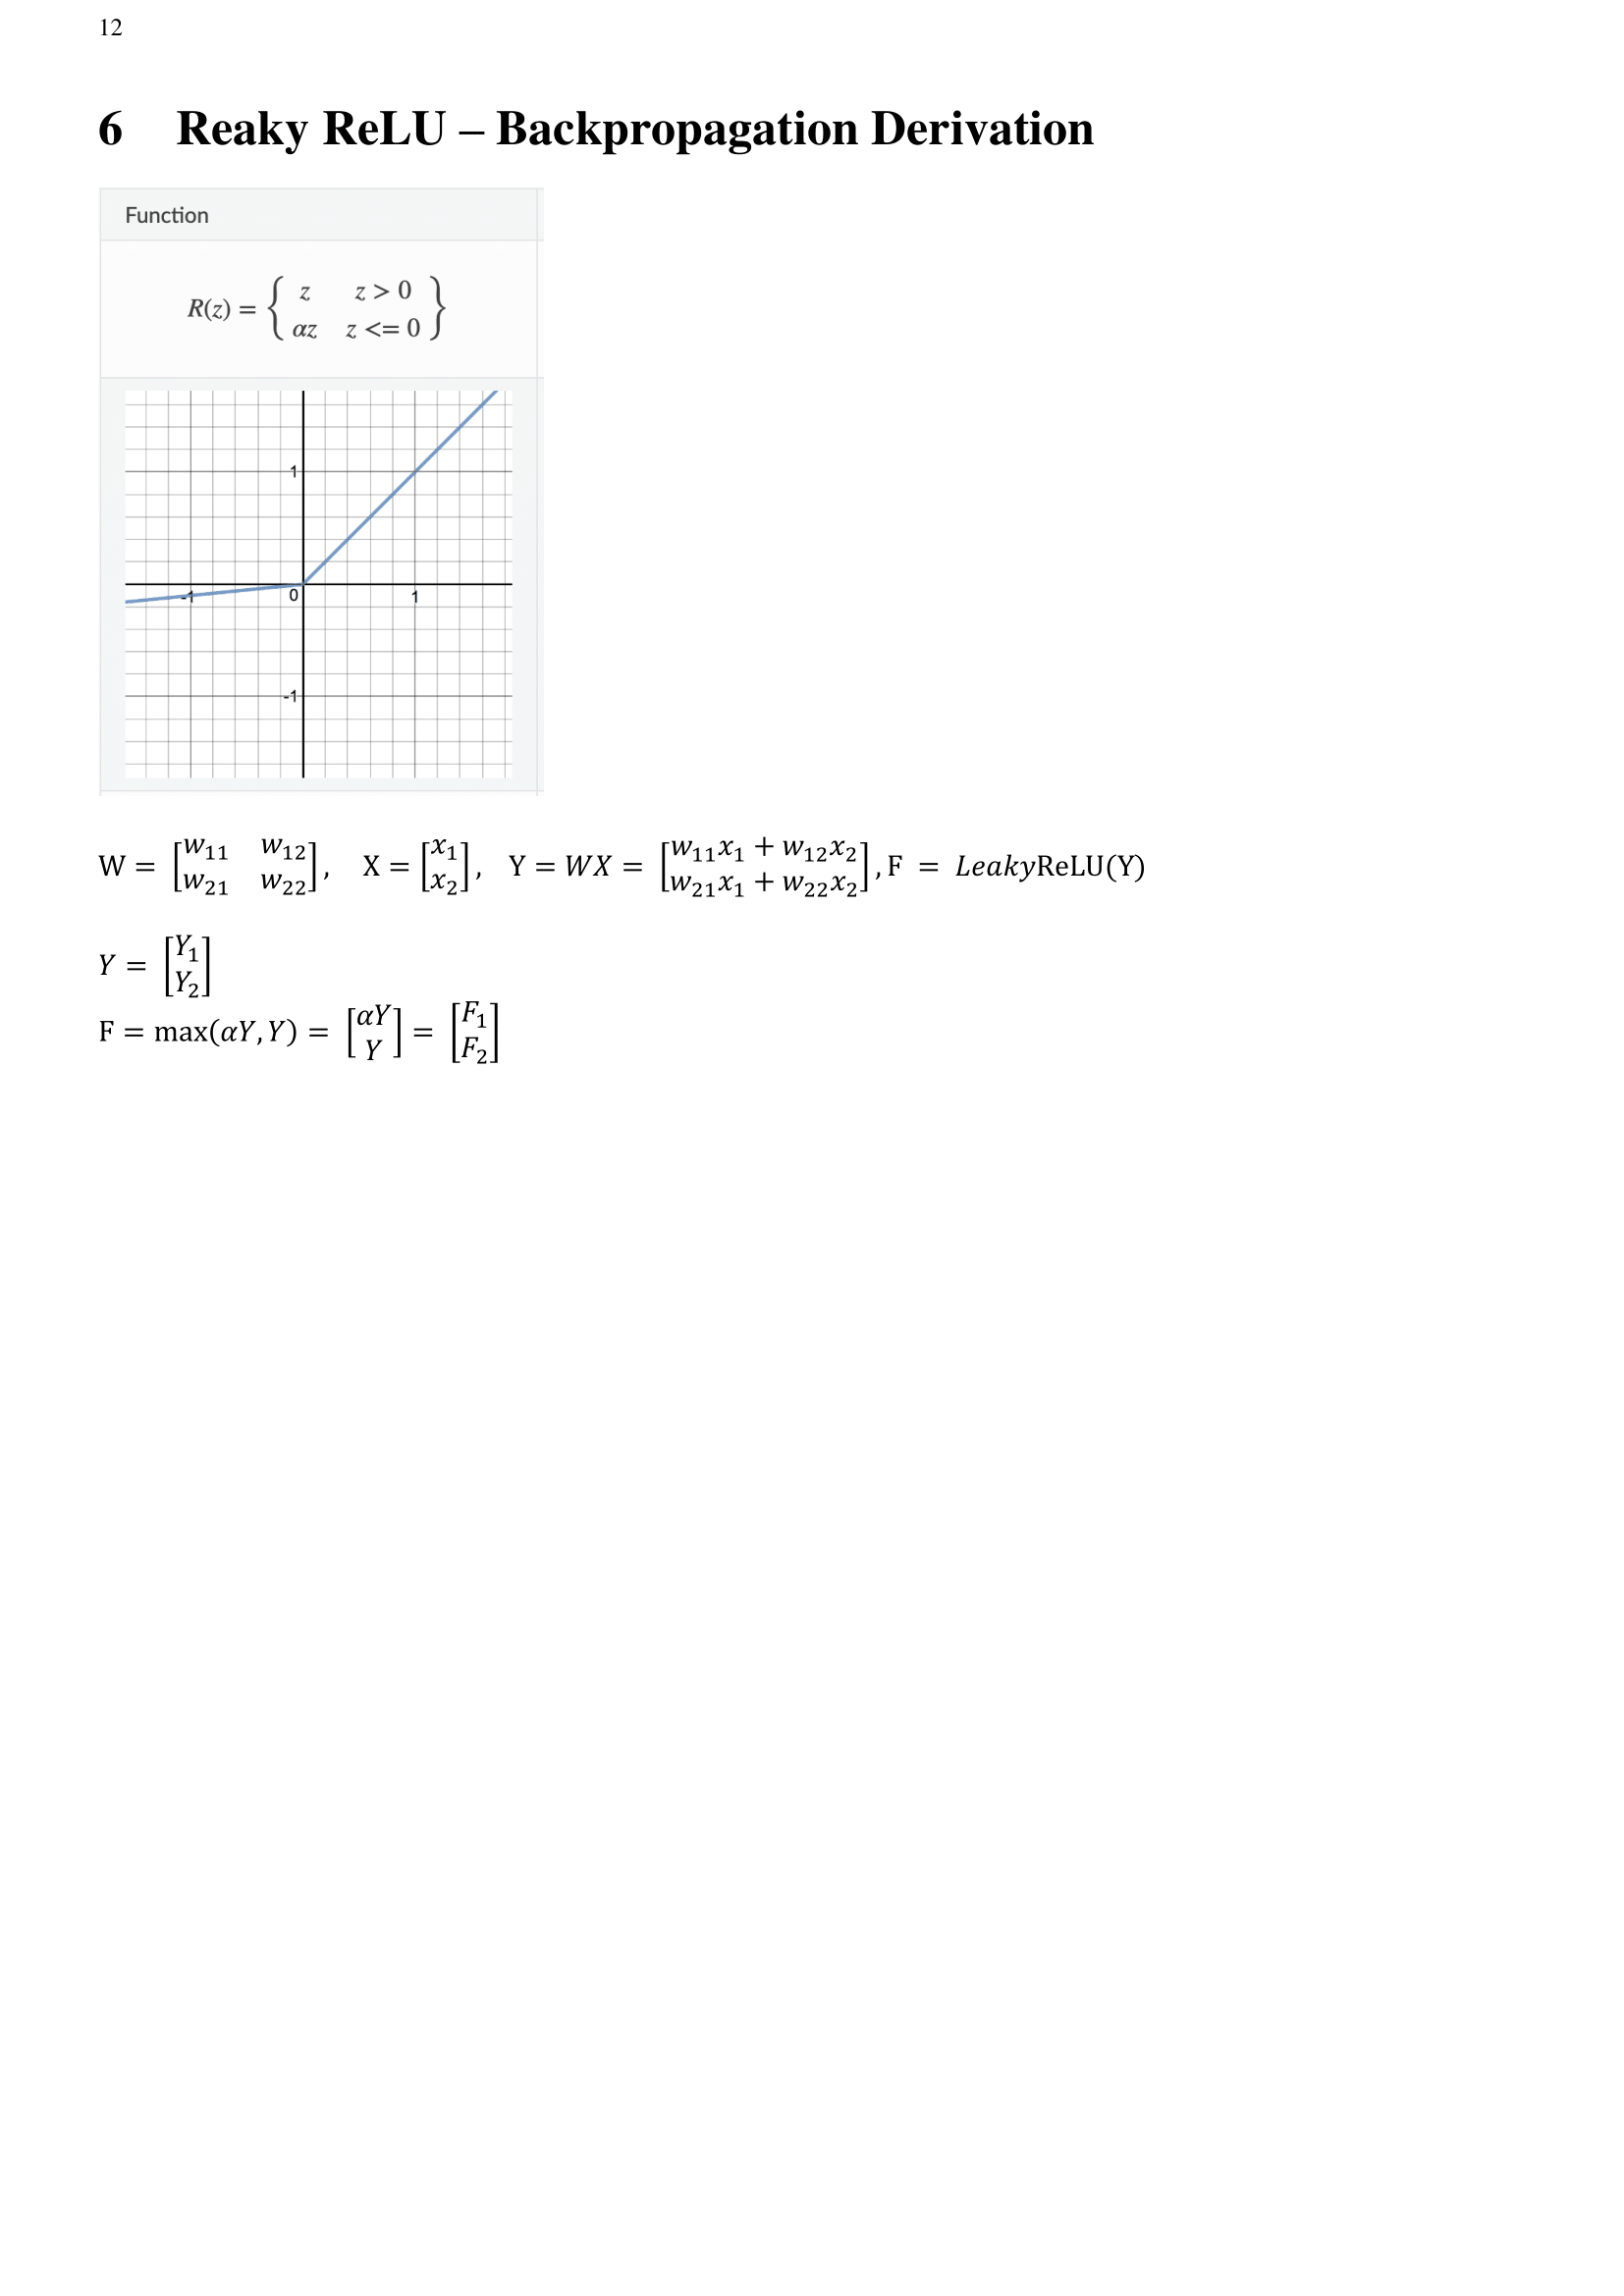 12
6 Reaky ReLU – Backpropagation Derivation
Function
R(z) = { z z > 0
αz z <= 0 }
1
-1 0 1
-1
W = [w11 w12
w21 w22], X = [x1
x2], Y = WX = [w11x1 + w12x2
w21x1 + w22x2], F = LeakyReLU(Y)
Y = [Y1
Y2]
F = max(αY, Y) = [αY
Y] = [F1
F2]